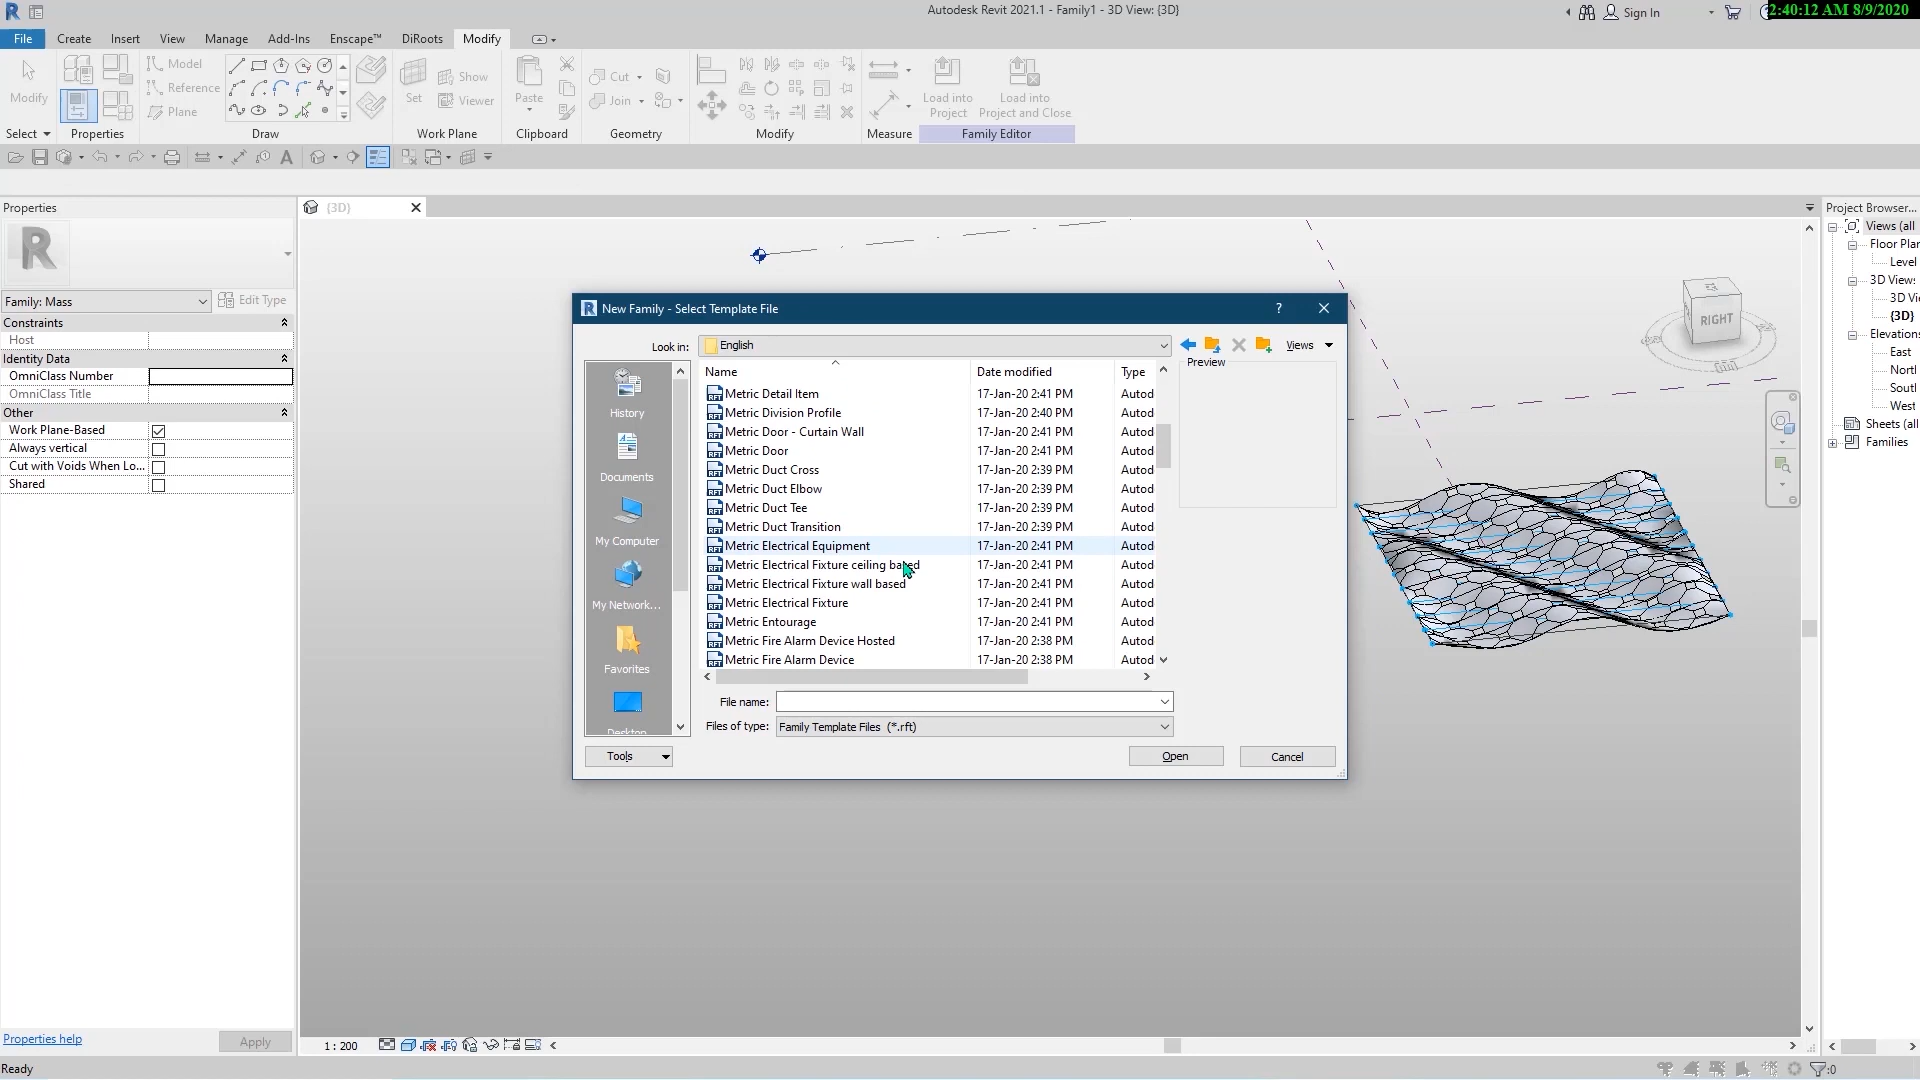 Autodesk Revit 2021.1 - Family1 - 3D View: {3D}
Sign In
2:40:12 AM 8/9/2020
File Create Insert View Manage Add-Ins Enscape™ DiRoots Modify
Modify
Model
Reference
Plane
Set
Show
Viewer
Paste
Cut
Join
Load into
Project
Load into
Project and Close
Select Properties Draw Work Plane Clipboard Geometry Modify Measure Family Editor
Properties
{3D}
Project Browser...
R
Family: Mass
Edit Type
Constraints
Host
Identity Data
OmniClass Number
OmniClass Title
Other
Work Plane-Based
Always vertical
Cut with Voids When Lo...
Shared
Properties help
Apply
Views (all
Floor Plan
Level
3D Views
3D Vi
{3D}
Elevations
East
North
South
West
Sheets (all
Families
RIGHT
New Family - Select Template File
Look in: English
Views
Preview
Name Date modified Type
Metric Detail Item 17-Jan-20 2:41 PM Autod
Metric Division Profile 17-Jan-20 2:40 PM Autod
Metric Door - Curtain Wall 17-Jan-20 2:41 PM Autod
Metric Door 17-Jan-20 2:41 PM Autod
Metric Duct Cross 17-Jan-20 2:39 PM Autod
Metric Duct Elbow 17-Jan-20 2:39 PM Autod
Metric Duct Tee 17-Jan-20 2:39 PM Autod
Metric Duct Transition 17-Jan-20 2:39 PM Autod
Metric Electrical Equipment 17-Jan-20 2:41 PM Autod
Metric Electrical Fixture ceiling based 17-Jan-20 2:41 PM Autod
Metric Electrical Fixture wall based 17-Jan-20 2:41 PM Autod
Metric Electrical Fixture 17-Jan-20 2:41 PM Autod
Metric Entourage 17-Jan-20 2:41 PM Autod
Metric Fire Alarm Device Hosted 17-Jan-20 2:38 PM Autod
Metric Fire Alarm Device 17-Jan-20 2:38 PM Autod
History
Documents
My Computer
My Network...
Favorites
Desktop
File name:
Files of type: Family Template Files (*.rft)
Tools
Open
Cancel
1 : 200
Ready
:0